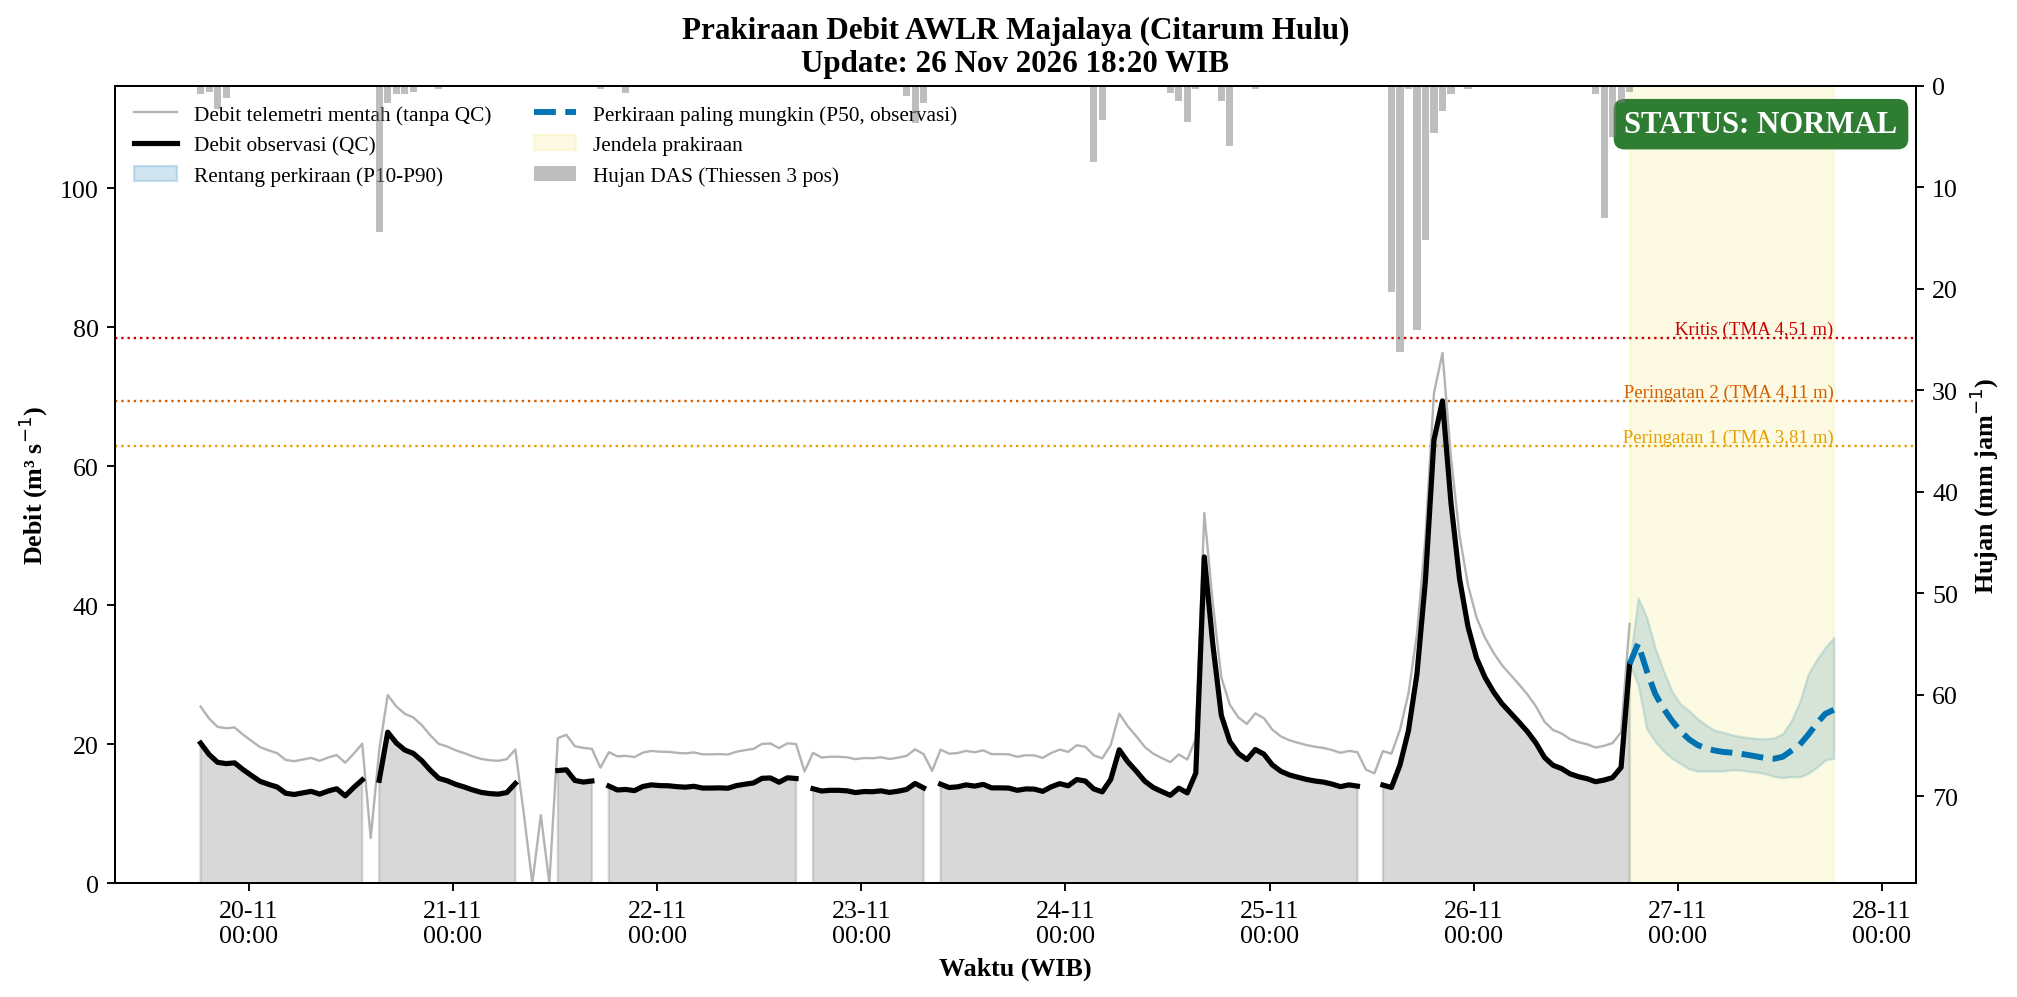 Prakiraan Debit AWLR Majalaya (Citarum Hulu)
Update: 26 Nov 2026 18:20 WIB
Debit telemetri mentah (tanpa QC)
Debit observasi (QC)
Rentang perkiraan (P10-P90)
Perkiraan paling mungkin (P50, observasi)
Jendela prakiraan
Hujan DAS (Thiessen 3 pos)
STATUS: NORMAL
Kritis (TMA 4,51 m)
Peringatan 2 (TMA 4,11 m)
Peringatan 1 (TMA 3,81 m)
Debit (m³ s⁻¹)
100
80
60
40
20
0
Hujan (mm jam⁻¹)
0
10
20
30
40
50
60
70
20-11
00:00
21-11
00:00
22-11
00:00
23-11
00:00
24-11
00:00
25-11
00:00
26-11
00:00
27-11
00:00
28-11
00:00
Waktu (WIB)